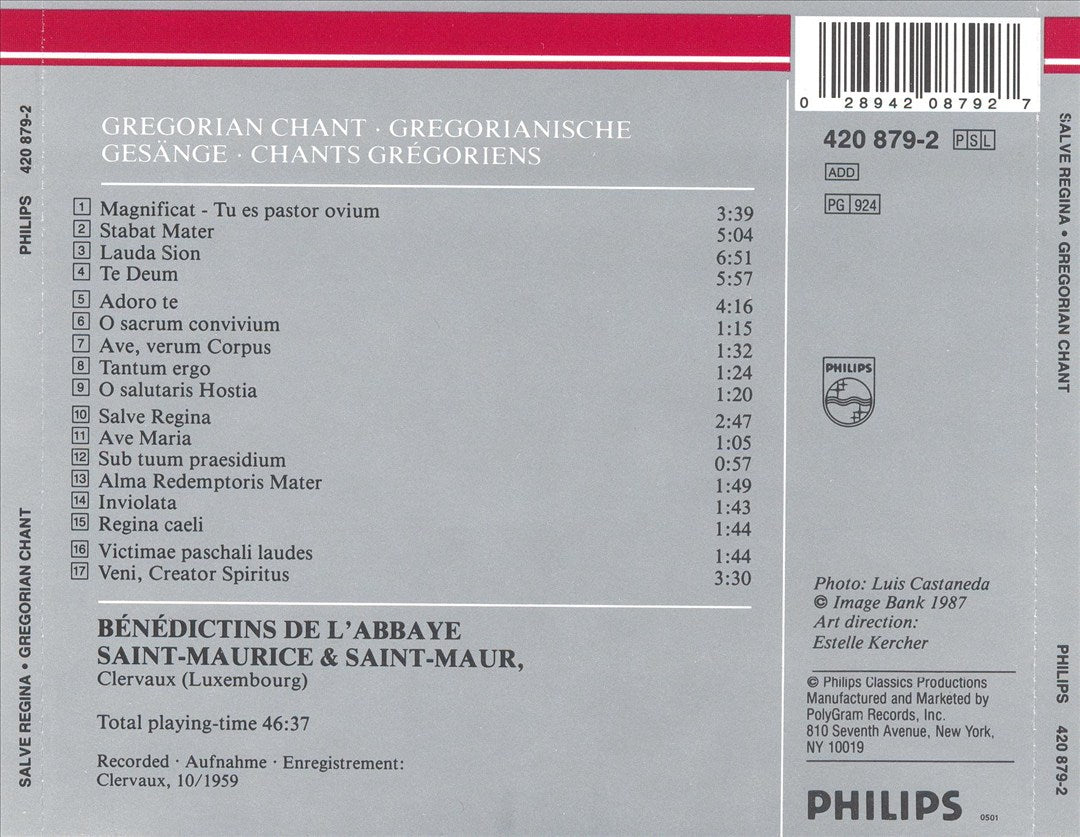 PHILIPS 420 879-2
SALVE REGINA • GREGORIAN CHANT
GREGORIAN CHANT · GREGORIANISCHE
GESÄNGE · CHANTS GRÉGORIENS
1 Magnificat - Tu es pastor ovium 3:39
2 Stabat Mater 5:04
3 Lauda Sion 6:51
4 Te Deum 5:57
5 Adoro te 4:16
6 O sacrum convivium 1:15
7 Ave, verum Corpus 1:32
8 Tantum ergo 1:24
9 O salutaris Hostia 1:20
10 Salve Regina 2:47
11 Ave Maria 1:05
12 Sub tuum praesidium 0:57
13 Alma Redemptoris Mater 1:49
14 Inviolata 1:43
15 Regina caeli 1:44
16 Victimae paschali laudes 1:44
17 Veni, Creator Spiritus 3:30
BÉNÉDICTINS DE L'ABBAYE
SAINT-MAURICE & SAINT-MAUR,
Clervaux (Luxembourg)
Total playing-time 46:37
Recorded · Aufnahme · Enregistrement:
Clervaux, 10/1959
0 28942 08792 7
420 879-2 PSL
ADD
PG 924
PHILIPS
Photo: Luis Castaneda
© Image Bank 1987
Art direction:
Estelle Kercher
© Philips Classics Productions
Manufactured and Marketed by
PolyGram Records, Inc.
810 Seventh Avenue, New York,
NY 10019
PHILIPS 0501
SALVE REGINA • GREGORIAN CHANT
PHILIPS 420 879-2